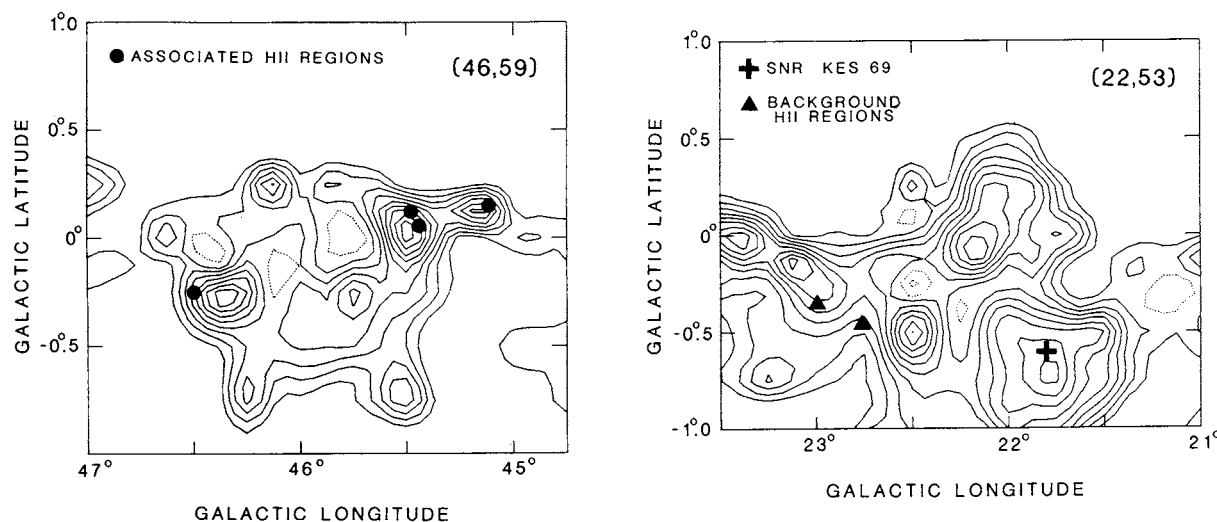 1°.0
● ASSOCIATED HII REGIONS
(46,59)
0°.5
0°
-0°.5
GALACTIC LATITUDE
47°
46°
45°
GALACTIC LONGITUDE
1°.0
SNR KES 69
(22,53)
▲ BACKGROUND
HII REGIONS
0°.5
0°
-0°.5
-1°.0
GALACTIC LATITUDE
23°
22°
21°
GALACTIC LONGITUDE